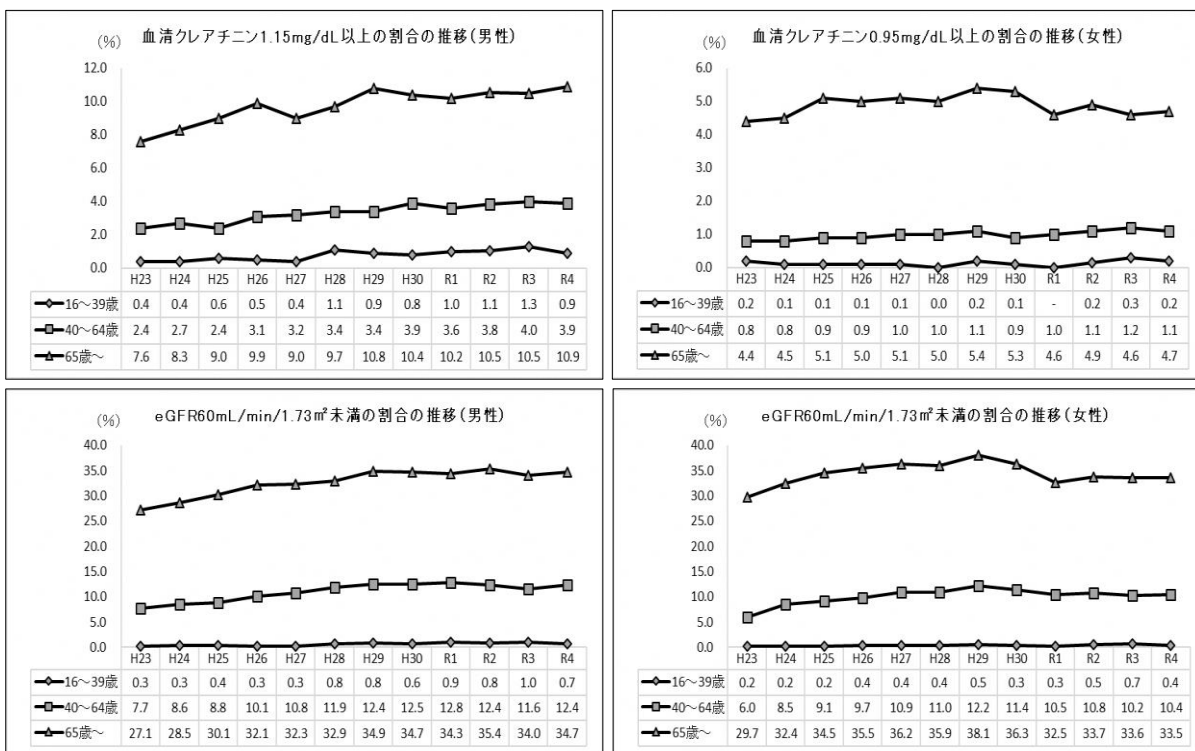 血清クレアチニン1.15mg/dL以上の割合の推移(男性)
(%)
12.0
10.0
8.0
6.0
4.0
2.0
0.0
H23 H24 H25 H26 H27 H28 H29 H30 R1 R2 R3 R4
16～39歳 0.4 0.4 0.6 0.5 0.4 1.1 0.9 0.8 1.0 1.1 1.3 0.9
40～64歳 2.4 2.7 2.4 3.1 3.2 3.4 3.4 3.9 3.6 3.8 4.0 3.9
65歳～ 7.6 8.3 9.0 9.9 9.0 9.7 10.8 10.4 10.2 10.5 10.5 10.9
血清クレアチニン0.95mg/dL以上の割合の推移(女性)
(%)
6.0
5.0
4.0
3.0
2.0
1.0
0.0
H23 H24 H25 H26 H27 H28 H29 H30 R1 R2 R3 R4
16～39歳 0.2 0.1 0.1 0.1 0.1 0.0 0.2 0.1 - 0.2 0.3 0.2
40～64歳 0.8 0.8 0.9 0.9 1.0 1.0 1.1 0.9 1.0 1.1 1.2 1.1
65歳～ 4.4 4.5 5.1 5.0 5.1 5.0 5.4 5.3 4.6 4.9 4.6 4.7
eGFR60mL/min/1.73㎡未満の割合の推移(男性)
(%)
40.0
35.0
30.0
25.0
20.0
15.0
10.0
5.0
0.0
H23 H24 H25 H26 H27 H28 H29 H30 R1 R2 R3 R4
16～39歳 0.3 0.3 0.4 0.3 0.3 0.8 0.8 0.6 0.9 0.8 1.0 0.7
40～64歳 7.7 8.6 8.8 10.1 10.8 11.9 12.4 12.5 12.8 12.4 11.6 12.4
65歳～ 27.1 28.5 30.1 32.1 32.3 32.9 34.9 34.7 34.3 35.4 34.0 34.7
eGFR60mL/min/1.73㎡未満の割合の推移(女性)
(%)
40.0
35.0
30.0
25.0
20.0
15.0
10.0
5.0
0.0
H23 H24 H25 H26 H27 H28 H29 H30 R1 R2 R3 R4
16～39歳 0.2 0.2 0.2 0.4 0.4 0.4 0.5 0.3 0.3 0.5 0.7 0.4
40～64歳 6.0 8.5 9.1 9.7 10.9 11.0 12.2 11.4 10.5 10.8 10.2 10.4
65歳～ 29.7 32.4 34.5 35.5 36.2 35.9 38.1 36.3 32.5 33.7 33.6 33.5